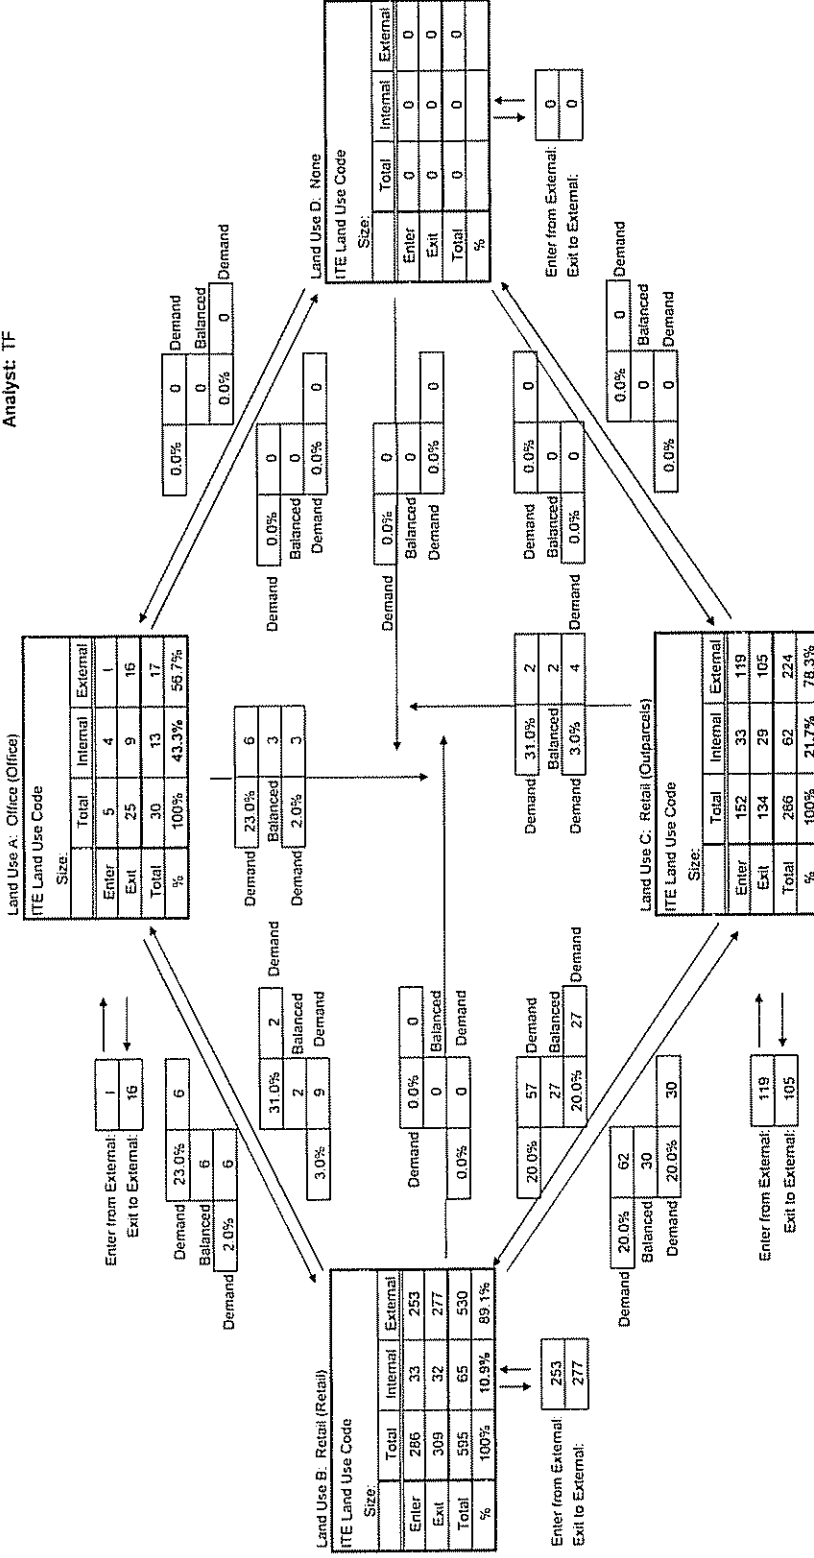 Analyst: TF
Land Use A: Office (Office)
ITE Land Use Code
Size:
Total Internal External
Enter 5 4 1
Exit 25 9 16
Total 30 13 17
% 100% 43.3% 56.7%
Enter from External: 1
Exit to External: 16
Demand 23.0% 6
Balanced 6
Demand 2.0% 6
31.0% 2 Demand
2 Balanced
3.0% 9 Demand
Demand 23.0% 6
Balanced 3
Demand 2.0% 3
0.0% 0 Demand
0 Balanced
0.0% 0 Demand
Demand 0.0% 0
Balanced 0
Demand 0.0% 0
Land Use B: Retail (Retail)
ITE Land Use Code
Size:
Total Internal External
Enter 286 33 253
Exit 309 32 277
Total 595 65 530
% 100% 10.9% 89.1%
Enter from External: 253
Exit to External: 277
Demand 0.0% 0
0 Balanced
0.0% 0 Demand
Demand 0.0% 0
Balanced 0
Demand 0.0% 0
Land Use D: None
ITE Land Use Code
Size:
Total Internal External
Enter 0 0 0
Exit 0 0 0
Total 0 0 0
%
Enter from External: 0
Exit to External: 0
20.0% 57 Demand
27 Balanced
20.0% 27 Demand
Demand 20.0% 62
Balanced 30
Demand 20.0% 30
Demand 31.0% 2
Balanced 2
Demand 3.0% 4
Demand 0.0% 0
Balanced 0
Demand 0.0% 0
0.0% 0 Demand
0 Balanced
0.0% 0 Demand
Land Use C: Retail (Outparcels)
ITE Land Use Code
Size:
Total Internal External
Enter 152 33 119
Exit 134 29 105
Total 286 62 224
% 100% 21.7% 78.3%
Enter from External: 119
Exit to External: 105